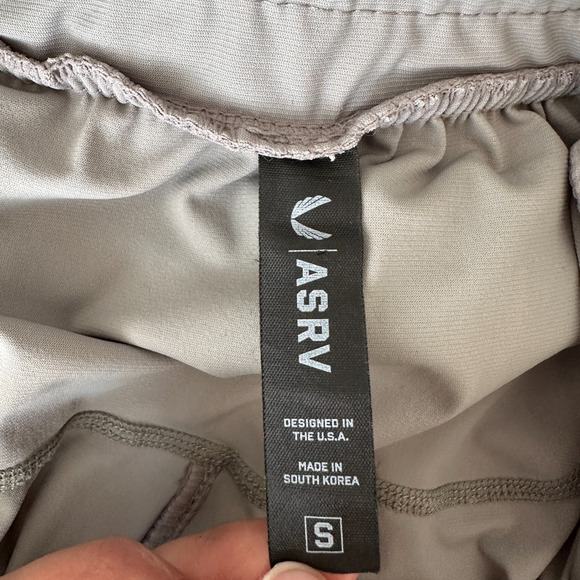 ASRV
DESIGNED IN
THE U.S.A.
MADE IN
SOUTH KOREA
S